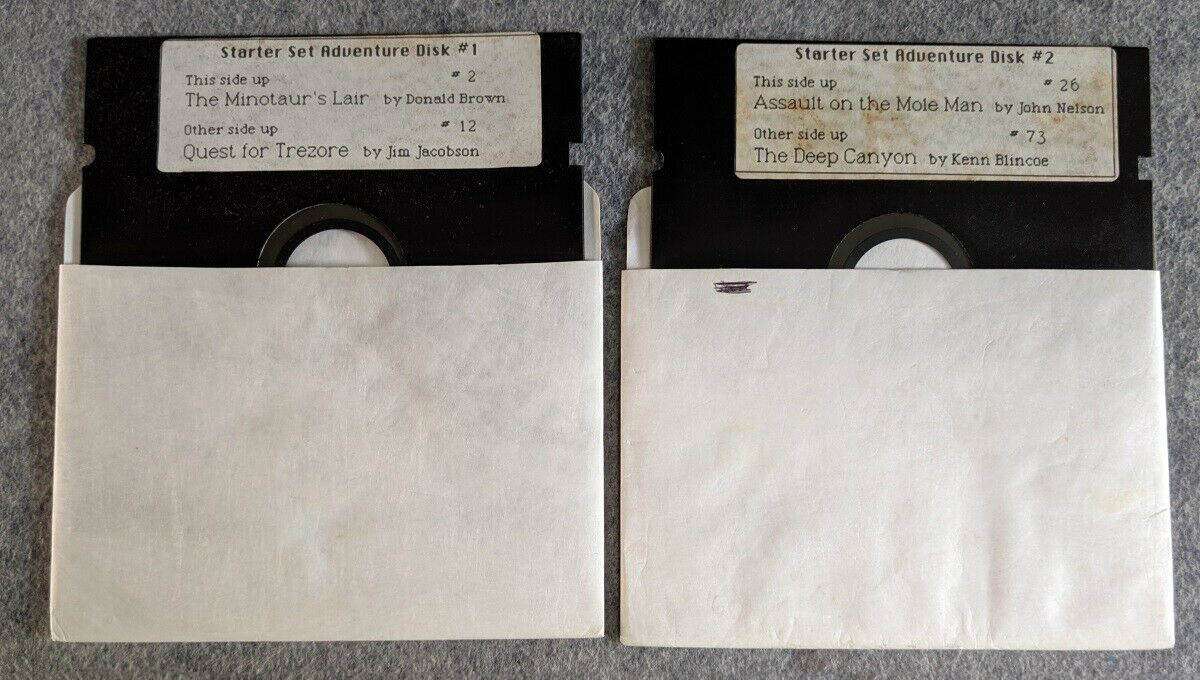 Starter Set Adventure Disk #1
This side up # 2
The Minotaur's Lair by Donald Brown
Other side up # 12
Quest for Trezore by Jim Jacobson
Starter Set Adventure Disk #2
This side up # 26
Assault on the Mole Man by John Nelson
Other side up # 73
The Deep Canyon by Kenn Blincoe